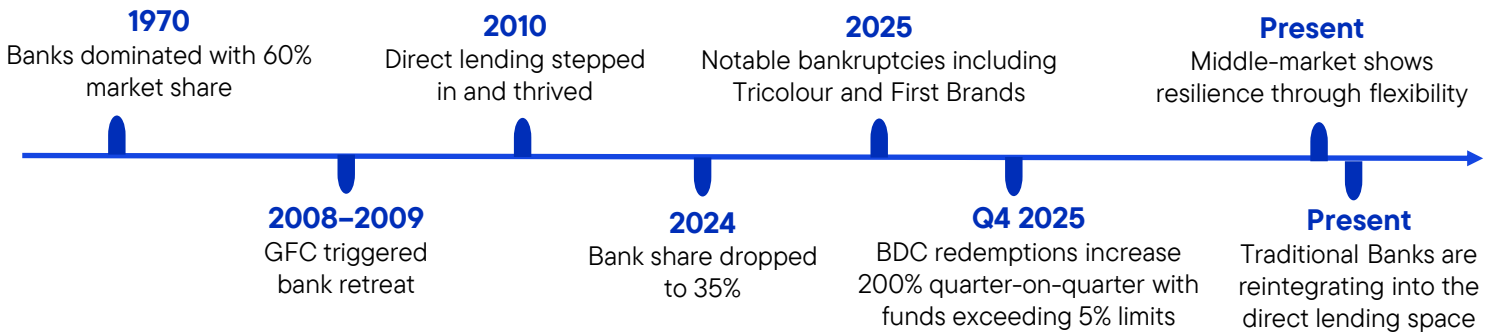 1970
Banks dominated with 60%
market share
2008–2009
GFC triggered
bank retreat
2010
Direct lending stepped
in and thrived
2024
Bank share dropped
to 35%
2025
Notable bankruptcies including
Tricolour and First Brands
Q4 2025
BDC redemptions increase
200% quarter-on-quarter with
funds exceeding 5% limits
Present
Middle-market shows
resilience through flexibility
Present
Traditional Banks are
reintegrating into the
direct lending space